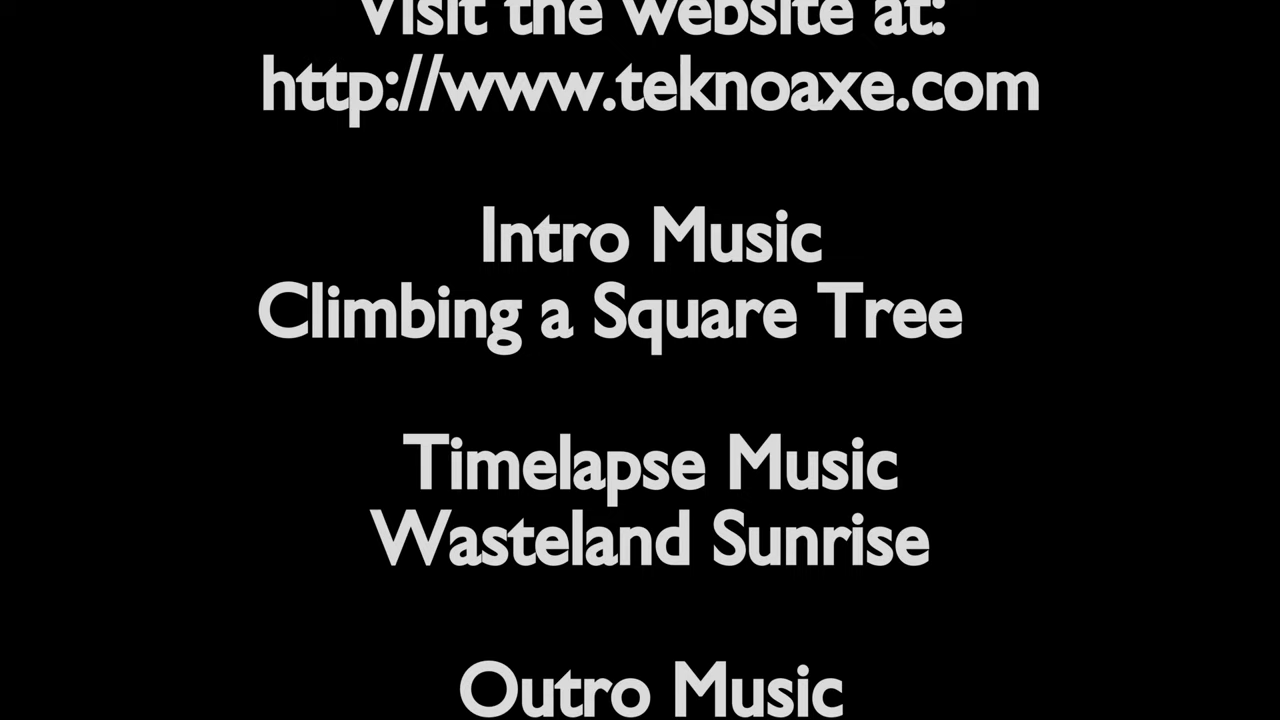 Visit the website at:
http://www.teknoaxe.com
Intro Music
Climbing a Square Tree
Timelapse Music
Wasteland Sunrise
Outro Music